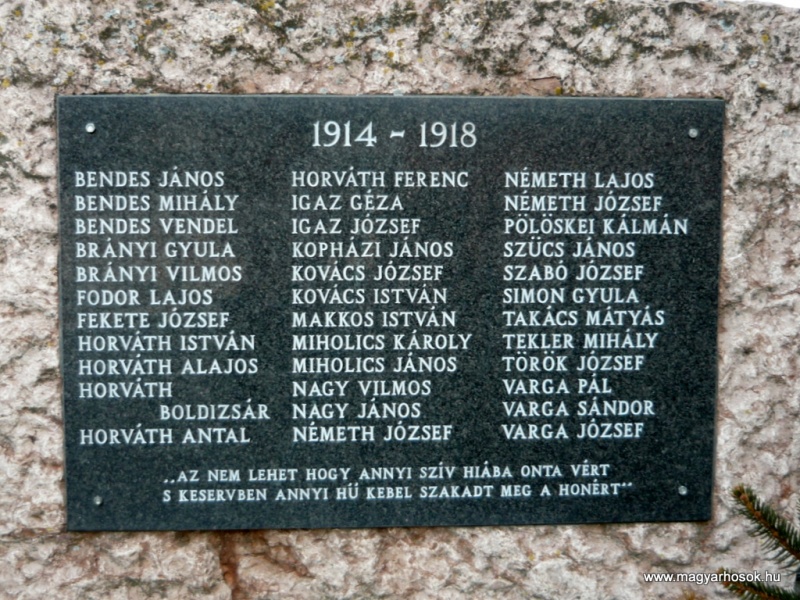 1914 - 1918
BENDES JÁNOS
BENDES MIHÁLY
BENDES VENDEL
BRÁNYI GYULA
BRÁNYI VILMOS
FODOR LAJOS
FEKETE JÓZSEF
HORVÁTH ISTVÁN
HORVÁTH ALAJOS
HORVÁTH
BOLDIZSÁR
HORVÁTH ANTAL
HORVÁTH FERENC
IGAZ GÉZA
IGAZ JÓZSEF
KOPHÁZI JÁNOS
KOVÁCS JÓZSEF
KOVÁCS ISTVÁN
MAKKOS ISTVÁN
MIHOLICS KÁROLY
MIHOLICS JÁNOS
NAGY VILMOS
NAGY JÁNOS
NÉMETH JÓZSEF
NÉMETH LAJOS
NÉMETH JÓZSEF
PÖLÖSKEI KÁLMÁN
SZÜCS JÁNOS
SZABÓ JÓZSEF
SIMON GYULA
TAKÁCS MÁTYÁS
TEKLER MIHÁLY
TÖRÖK JÓZSEF
VARGA PÁL
VARGA SÁNDOR
VARGA JÓZSEF
„AZ NEM LEHET HOGY ANNYI SZÍV HIÁBA ONTA VÉRT
S KESERVBEN ANNYI HŰ KEBEL SZAKADT MEG A HONÉRT"
www.magyarhosok.hu